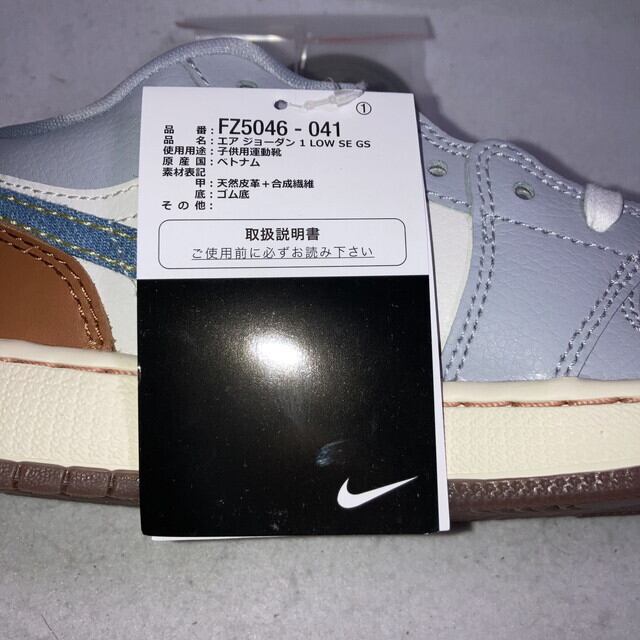 ①
品番：FZ5046 - 041
品名：エア ジョーダン 1 LOW SE GS
使用用途：子供用運動靴
原産国：ベトナム
素材表記
甲：天然皮革＋合成繊維
底：ゴム底
その他：
取扱説明書
ご使用前に必ずお読み下さい